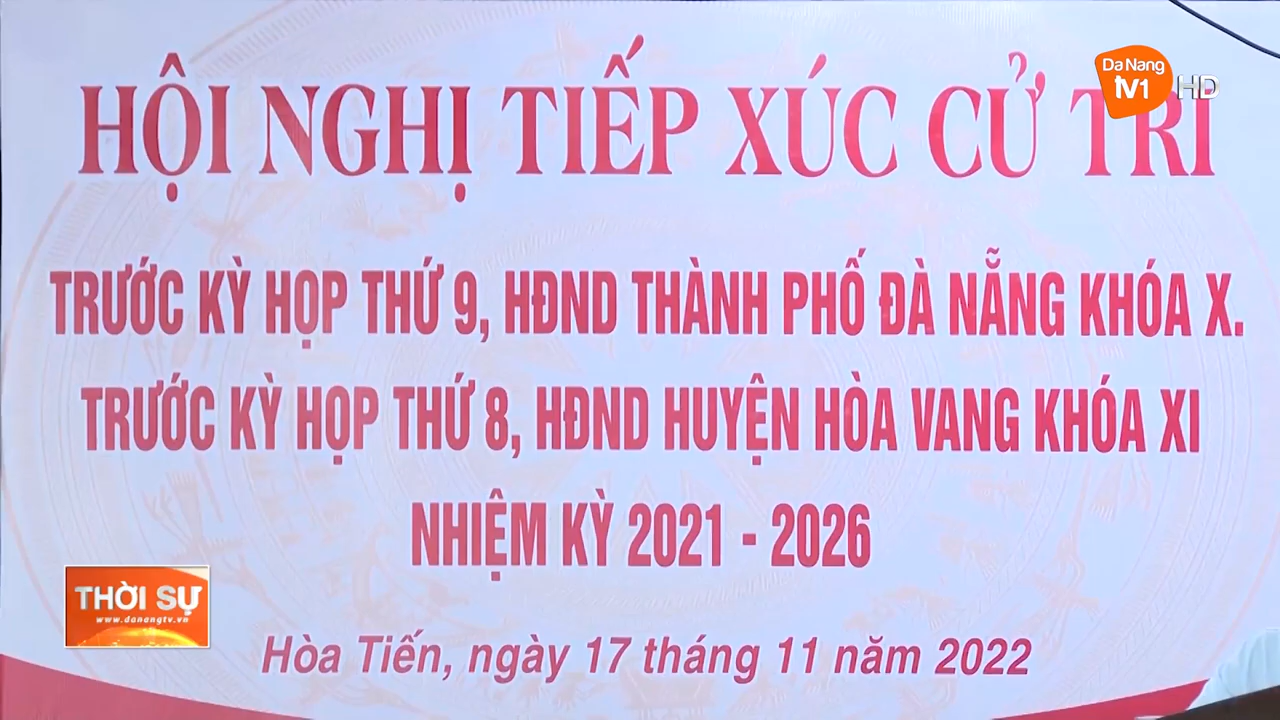 Da Nang
TV1 HD
HỘI NGHỊ TIẾP XÚC CỬ TRI
TRƯỚC KỲ HỌP THỨ 9, HĐND THÀNH PHỐ ĐÀ NẴNG KHÓA X.
TRƯỚC KỲ HỌP THỨ 8, HĐND HUYỆN HÒA VANG KHÓA XI
NHIỆM KỲ 2021 - 2026
THỜI SỰ
www.danangtv.vn
Hòa Tiến, ngày 17 tháng 11 năm 2022